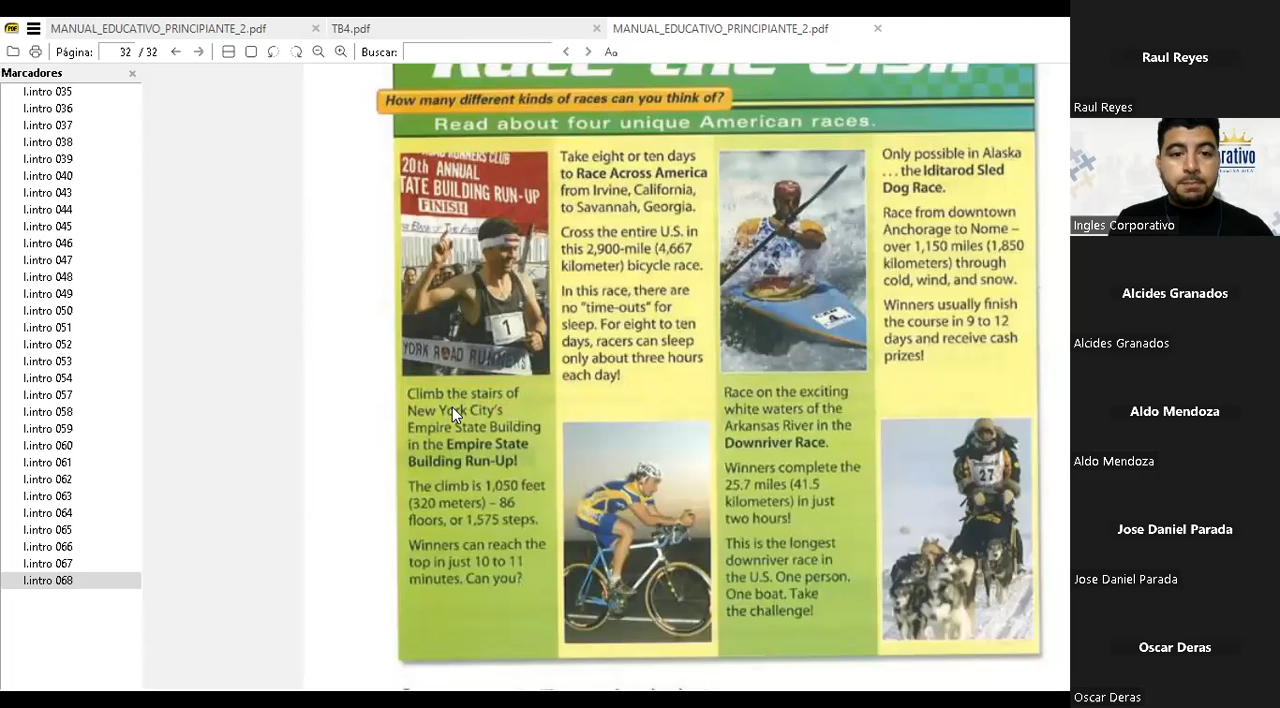 MANUAL_EDUCATIVO_PRINCIPIANTE_2.pdf
TB4.pdf
MANUAL_EDUCATIVO_PRINCIPIANTE_2.pdf
Página: 32 / 32
Buscar:
Marcadores
I.intro 035
I.intro 036
I.intro 037
I.intro 038
I.intro 039
I.intro 040
I.intro 043
I.intro 044
I.intro 045
I.intro 046
I.intro 047
I.intro 048
I.intro 049
I.intro 050
I.intro 051
I.intro 052
I.intro 053
I.intro 054
I.intro 057
I.intro 058
I.intro 059
I.intro 060
I.intro 061
I.intro 062
I.intro 063
I.intro 064
I.intro 065
I.intro 066
I.intro 067
I.intro 068
How many different kinds of races can you think of?
Read about four unique American races.
20th ANNUAL
TATE BUILDING RUN-UP
FINISH
1
YORK ROAD RUNNERS
Climb the stairs of
New York City's
Empire State Building
in the Empire State
Building Run-Up!
The climb is 1,050 feet
(320 meters) – 86
floors, or 1,575 steps.
Winners can reach the
top in just 10 to 11
minutes. Can you?
Take eight or ten days
to Race Across America
from Irvine, California,
to Savannah, Georgia.
Cross the entire U.S. in
this 2,900-mile (4,667
kilometer) bicycle race.
In this race, there are
no "time-outs" for
sleep. For eight to ten
days, racers can sleep
only about three hours
each day!
Race on the exciting
white waters of the
Arkansas River in the
Downriver Race.
Winners complete the
25.7 miles (41.5
kilometers) in just
two hours!
This is the longest
downriver race in
the U.S. One person.
One boat. Take
the challenge!
Only possible in Alaska
. . . the Iditarod Sled
Dog Race.
Race from downtown
Anchorage to Nome –
over 1,150 miles (1,850
kilometers) through
cold, wind, and snow.
Winners usually finish
the course in 9 to 12
days and receive cash
prizes!
27
Raul Reyes
Raul Reyes
Ingles Corporativo
Alcides Granados
Alcides Granados
Aldo Mendoza
Aldo Mendoza
Jose Daniel Parada
Jose Daniel Parada
Oscar Deras
Oscar Deras